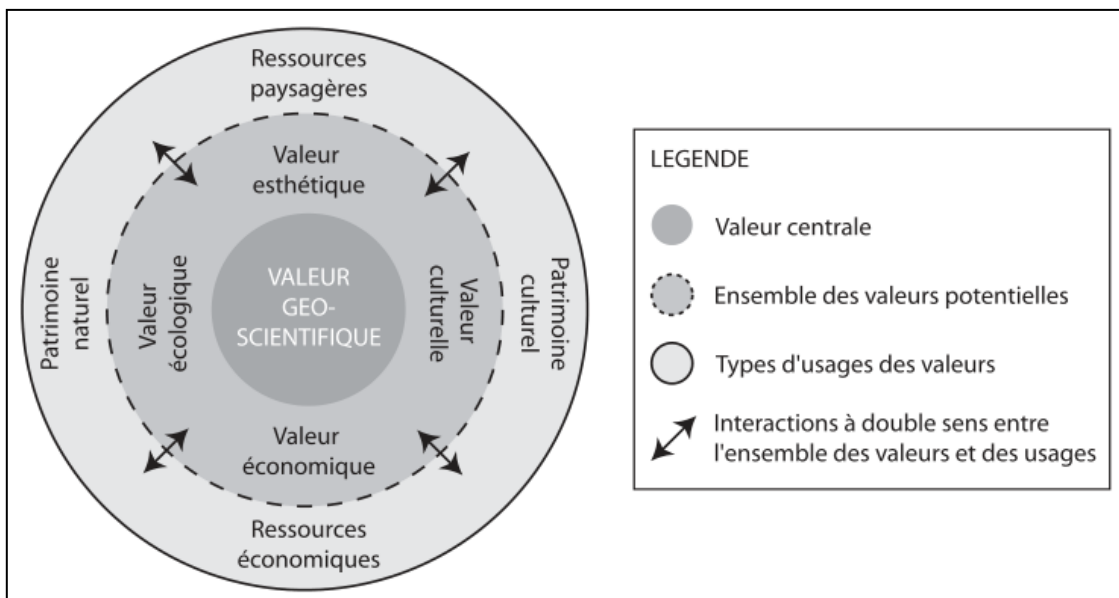 Ressources
paysagères
Valeur
esthétique
Patrimoine
naturel
Valeur
écologique
VALEUR
GEO-
SCIENTIFIQUE
Valeur
culturelle
Patrimoine
culturel
Valeur
économique
Ressources
économiques
LEGENDE
Valeur centrale
Ensemble des valeurs potentielles
Types d'usages des valeurs
Interactions à double sens entre
l'ensemble des valeurs et des usages